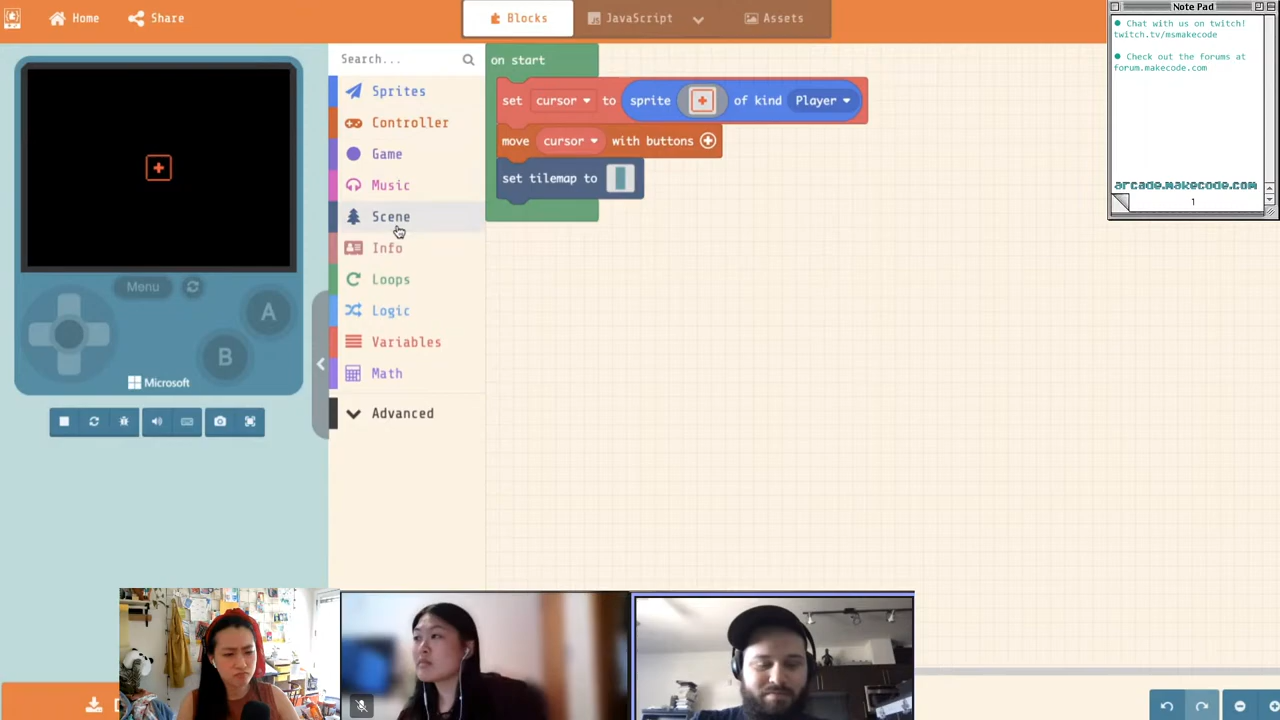 Home
Share
Blocks
JavaScript
Assets
Note Pad
Chat with us on twitch!
twitch.tv/msmakecode
Check out the forums at
forum.makecode.com
arcade.makecode.com
1
Search...
Sprites
Controller
Game
Music
Scene
Info
Loops
Logic
Variables
Math
Advanced
on start
set cursor to sprite of kind Player
move cursor with buttons
set tilemap to
Menu
A
B
Microsoft